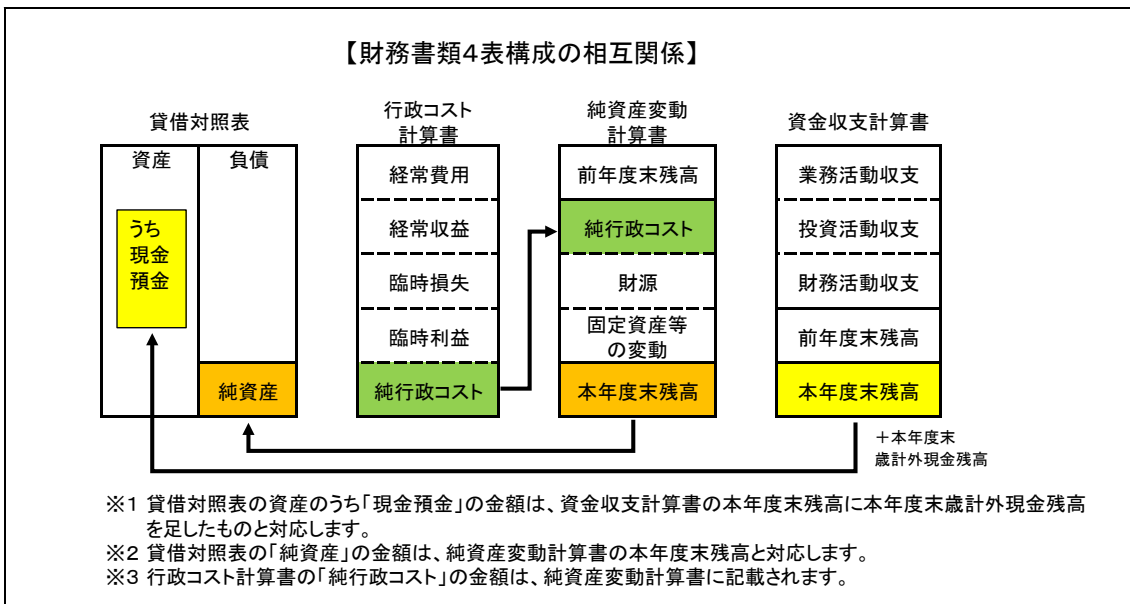 【財務書類4表構成の相互関係】
貸借対照表
資産
負債
うち
現金
預金
純資産
行政コスト
計算書
経常費用
経常収益
臨時損失
臨時利益
純行政コスト
純資産変動
計算書
前年度末残高
純行政コスト
財源
固定資産等
の変動
本年度末残高
資金収支計算書
業務活動収支
投資活動収支
財務活動収支
前年度末残高
本年度末残高
＋本年度末
歳計外現金残高
※1 貸借対照表の資産のうち「現金預金」の金額は、資金収支計算書の本年度末残高に本年度末歳計外現金残高
を足したものと対応します。
※2 貸借対照表の「純資産」の金額は、純資産変動計算書の本年度末残高と対応します。
※3 行政コスト計算書の「純行政コスト」の金額は、純資産変動計算書に記載されます。